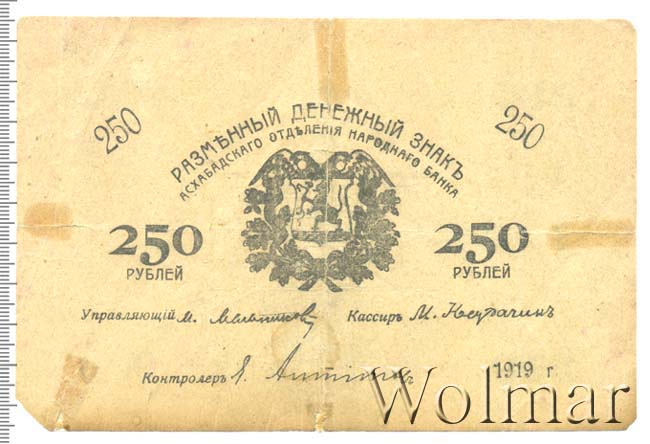 250 250
РАЗМѢННЫЙ ДЕНЕЖНЫЙ ЗНАКЪ
АСХАБАДСКАГО ОТДѢЛЕНІЯ НАРОДНАГО БАНКА
250 250
РУБЛЕЙ РУБЛЕЙ
Управляющій М. Кассиръ М.
Контролеръ Я.
1919 г.
Wolmar